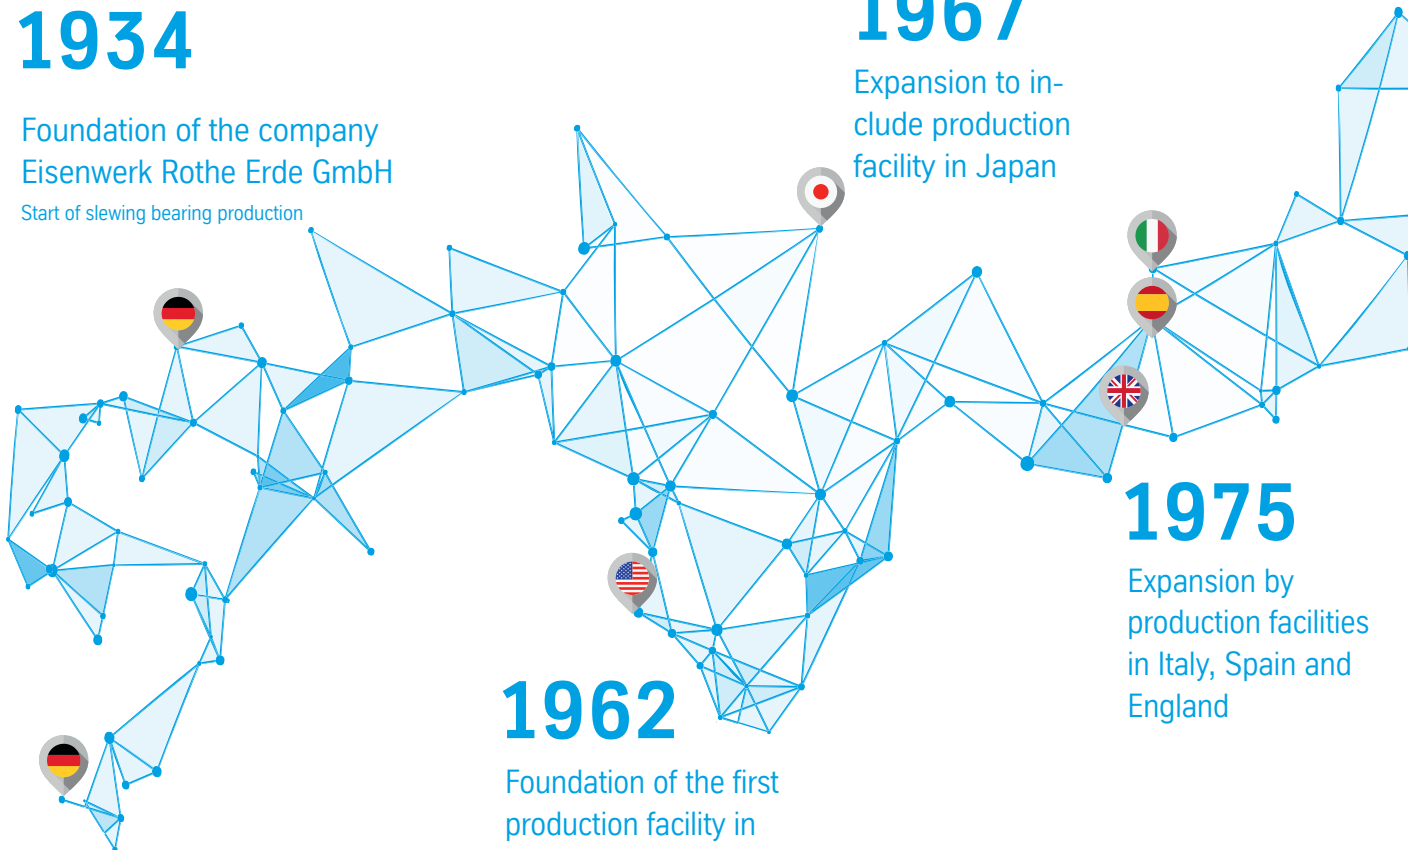 1934
Foundation of the company
Eisenwerk Rothe Erde GmbH
Start of slewing bearing production
1967
Expansion to in-
clude production
facility in Japan
1975
Expansion by
production facilities
in Italy, Spain and
England
1962
Foundation of the first
production facility in